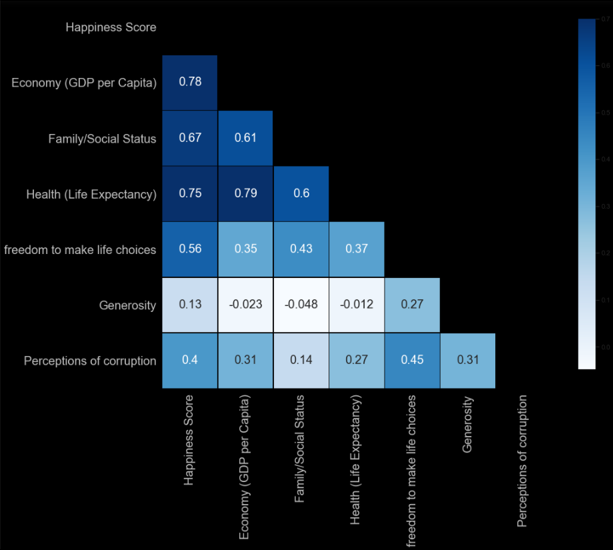 Happiness Score
Economy (GDP per Capita)
0.78
Family/Social Status
0.67 0.61
Health (Life Expectancy)
0.75 0.79 0.6
freedom to make life choices
0.56 0.35 0.43 0.37
Generosity
0.13 -0.023 -0.048 -0.012 0.27
Perceptions of corruption
0.4 0.31 0.14 0.27 0.45 0.31
Happiness Score
Economy (GDP per Capita)
Family/Social Status
Health (Life Expectancy)
freedom to make life choices
Generosity
Perceptions of corruption